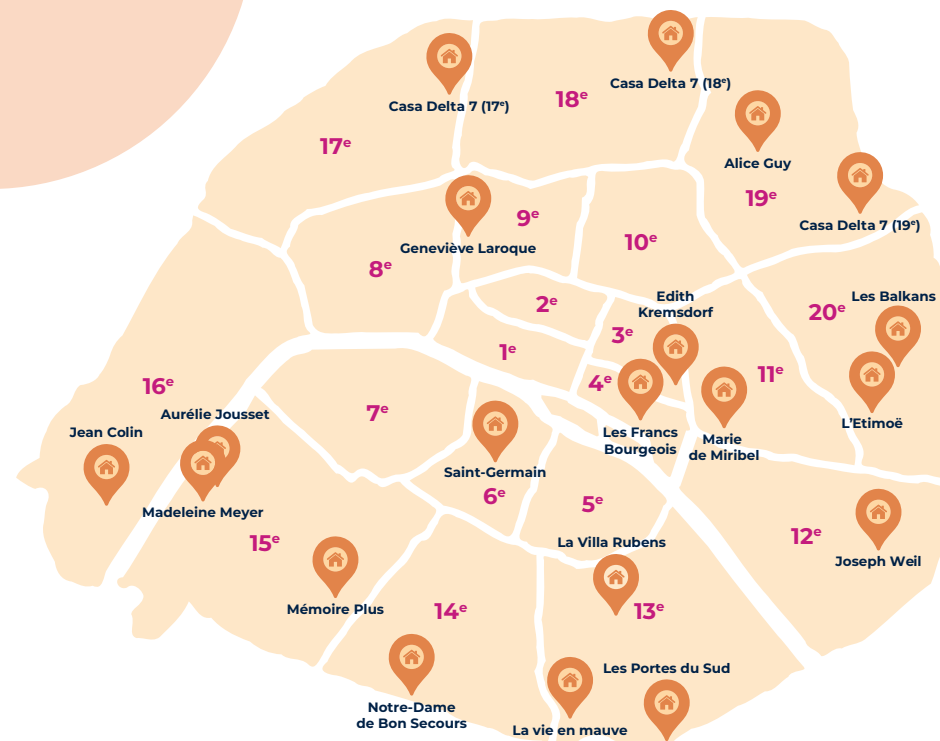 Casa Delta 7 (18ᵉ)
18ᵉ
Casa Delta 7 (17ᵉ)
17ᵉ
Alice Guy
19ᵉ
Casa Delta 7 (19ᵉ)
9ᵉ
Geneviève Laroque
10ᵉ
8ᵉ
2ᵉ
Edith
Kremsdorf
Les Balkans
20ᵉ
3ᵉ
1ᵉ
11ᵉ
4ᵉ
16ᵉ
7ᵉ
Aurélie Jousset
Jean Colin
L’Etimoë
Les Francs
Bourgeois
Marie
de Miribel
Saint-Germain
6ᵉ
5ᵉ
Madeleine Meyer
15ᵉ
12ᵉ
La Villa Rubens
Joseph Weil
Mémoire Plus
14ᵉ
13ᵉ
Les Portes du Sud
Notre-Dame
de Bon Secours
La vie en mauve